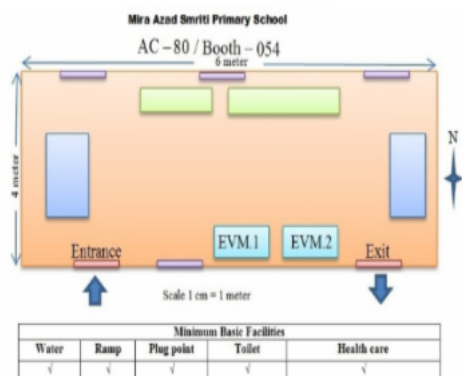 Mira Azad Smriti Primary School
AC - 80 / Booth - 054
6 meter
4 meter
N
EVM.1 EVM.2
Entrance Exit
Scale 1 cm = 1 meter
Minimum Basic Facilities
Water Ramp Plug point Toilet Health care
√ √ √ √ √